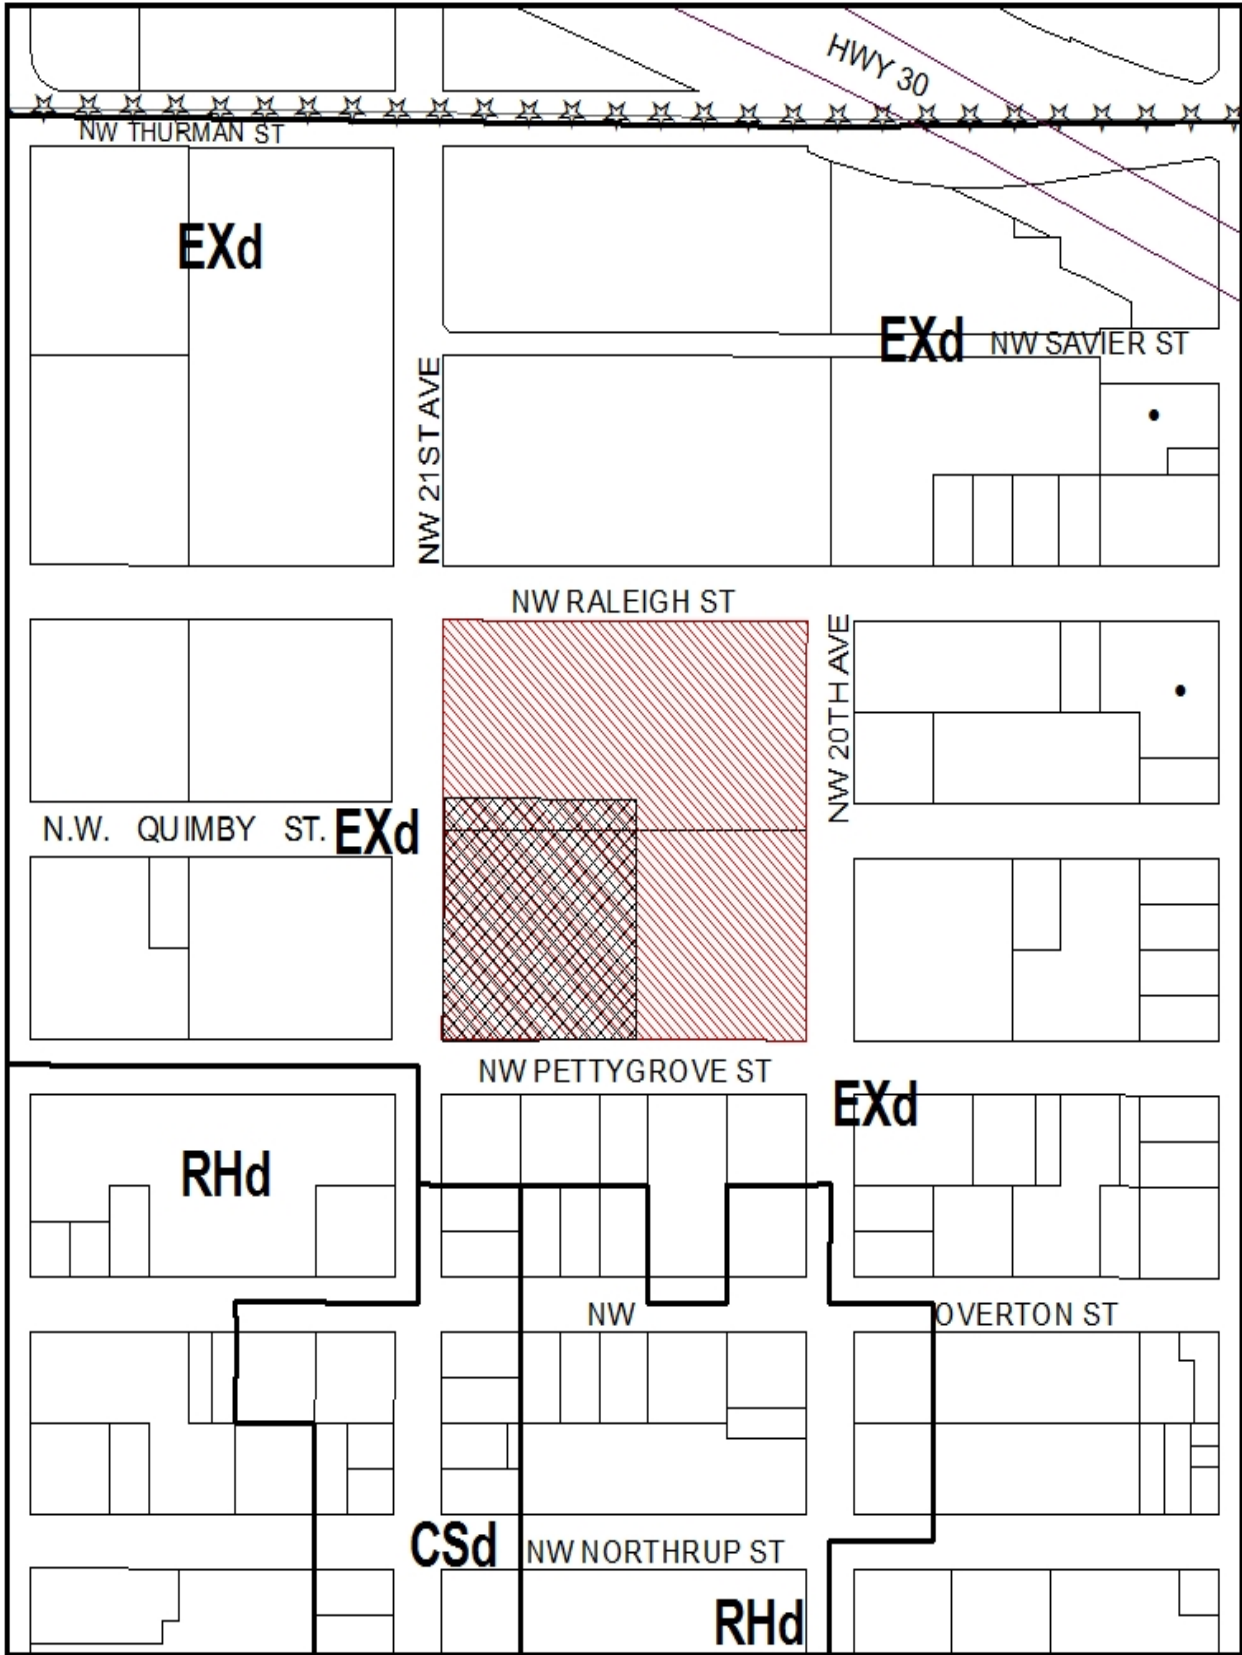 HWY 30
NW THURMAN ST
EXd
EXd
NW SAVIER ST
NW 21ST AVE
NW RALEIGH ST
NW 20TH AVE
N.W. QUIMBY ST.
EXd
NW PETTYGROVE ST
EXd
RHd
NW OVERTON ST
CSd
NW NORTHRUP ST
RHd